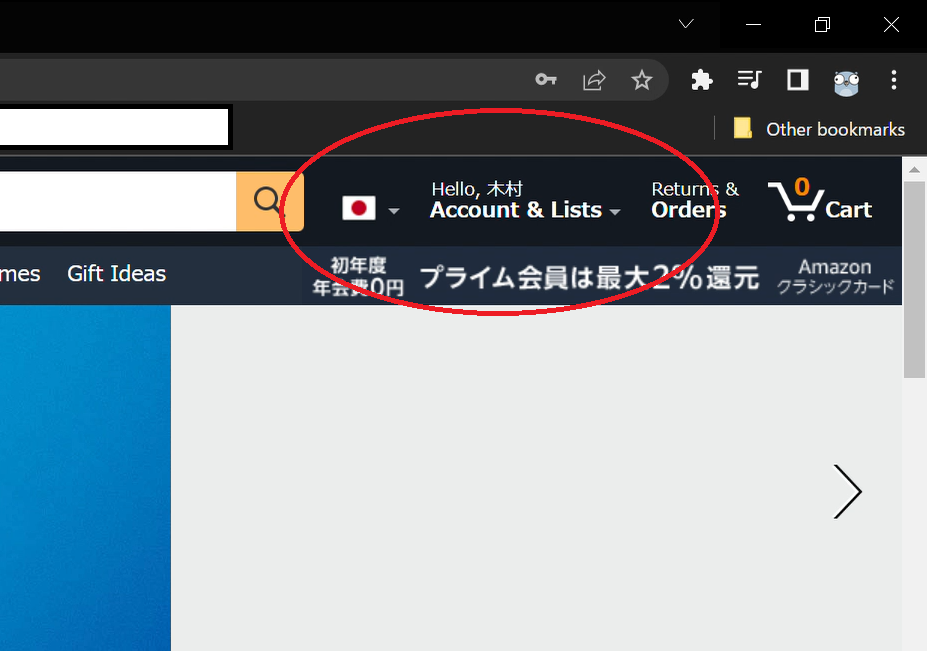 Other bookmarks
Hello, 木村
Account & Lists
Returns &
Orders
0
Cart
mes
Gift Ideas
初年度
年会費0円
プライム会員は最大2%還元
Amazon
クラシックカード